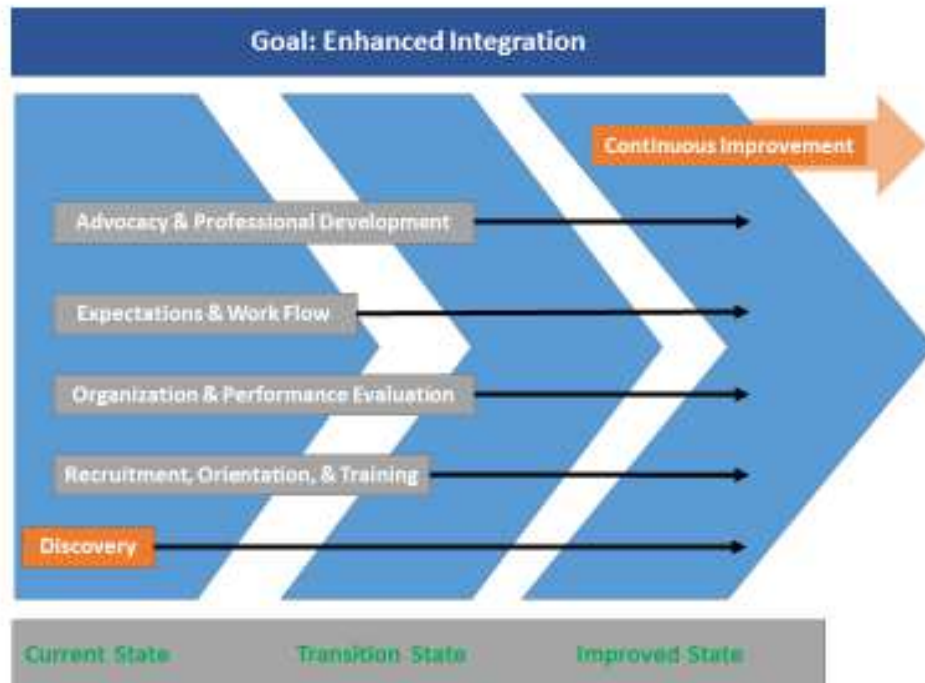 Goal: Enhanced Integration
Continuous Improvement
Advocacy & Professional Development
Expectations & Work Flow
Organization & Performance Evaluation
Recruitment, Orientation, & Training
Discovery
Current State
Transition State
Improved State